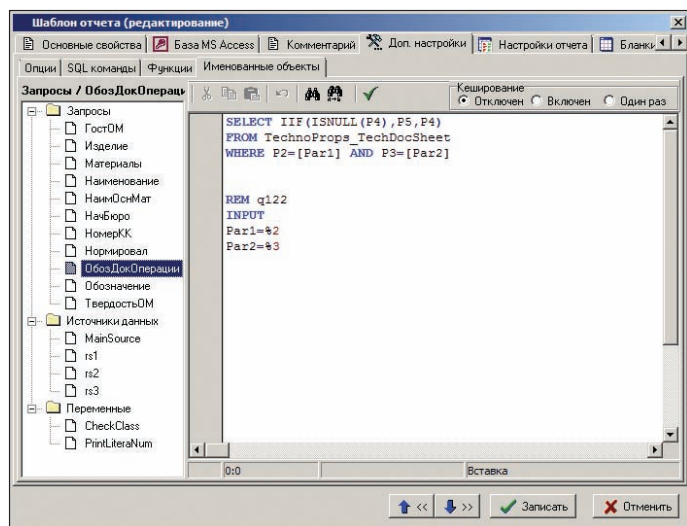 Шаблон отчета (редактирование)
Основные свойства База MS Access Комментарий Доп. настройки Настройки отчета Бланки
Опции SQL команды Функции Именованные объекты
Запросы / ОбозДокОпераци
Кеширование
Отключен Включен Один раз
Запросы
ГостОМ
Изделие
Материалы
Наименование
НаимОснМат
НачБюро
НомерКК
Нормировал
ОбозДокОперации
Обозначение
ТвердостьОМ
Источники данных
MainSource
rs1
rs2
rs3
Переменные
CheckClass
PrintLiteraNum
SELECT IIF(ISNULL(P4),P5,P4)
FROM TechnoProps_TechDocSheet
WHERE P2=[Par1] AND P3=[Par2]
REM q122
INPUT
Par1=%2
Par2=%3
0:0 Вставка
<< >> Записать Отменить